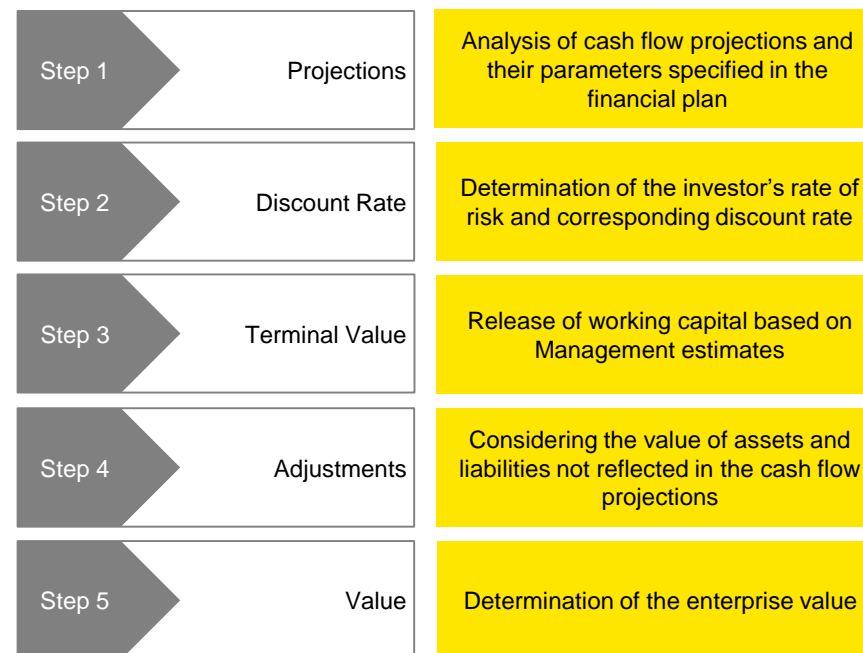 Step 1
Projections
Analysis of cash flow projections and
their parameters specified in the
financial plan
Step 2
Discount Rate
Determination of the investor's rate of
risk and corresponding discount rate
Step 3
Terminal Value
Release of working capital based on
Management estimates
Step 4
Adjustments
Considering the value of assets and
liabilities not reflected in the cash flow
projections
Step 5
Value
Determination of the enterprise value